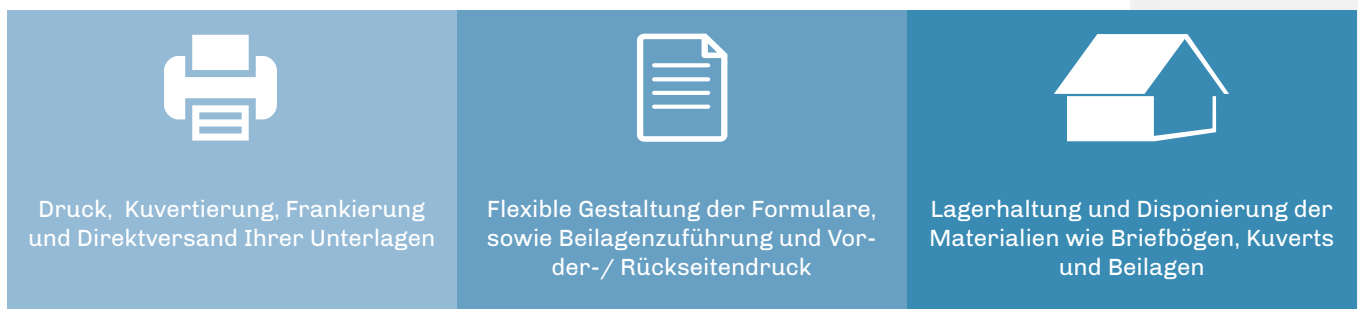 Druck, Kuvertierung, Frankierung
und Direktversand Ihrer Unterlagen
Flexible Gestaltung der Formulare,
sowie Beilagenzuführung und Vor-
der-/ Rückseitendruck
Lagerhaltung und Disponierung der
Materialien wie Briefbögen, Kuverts
und Beilagen